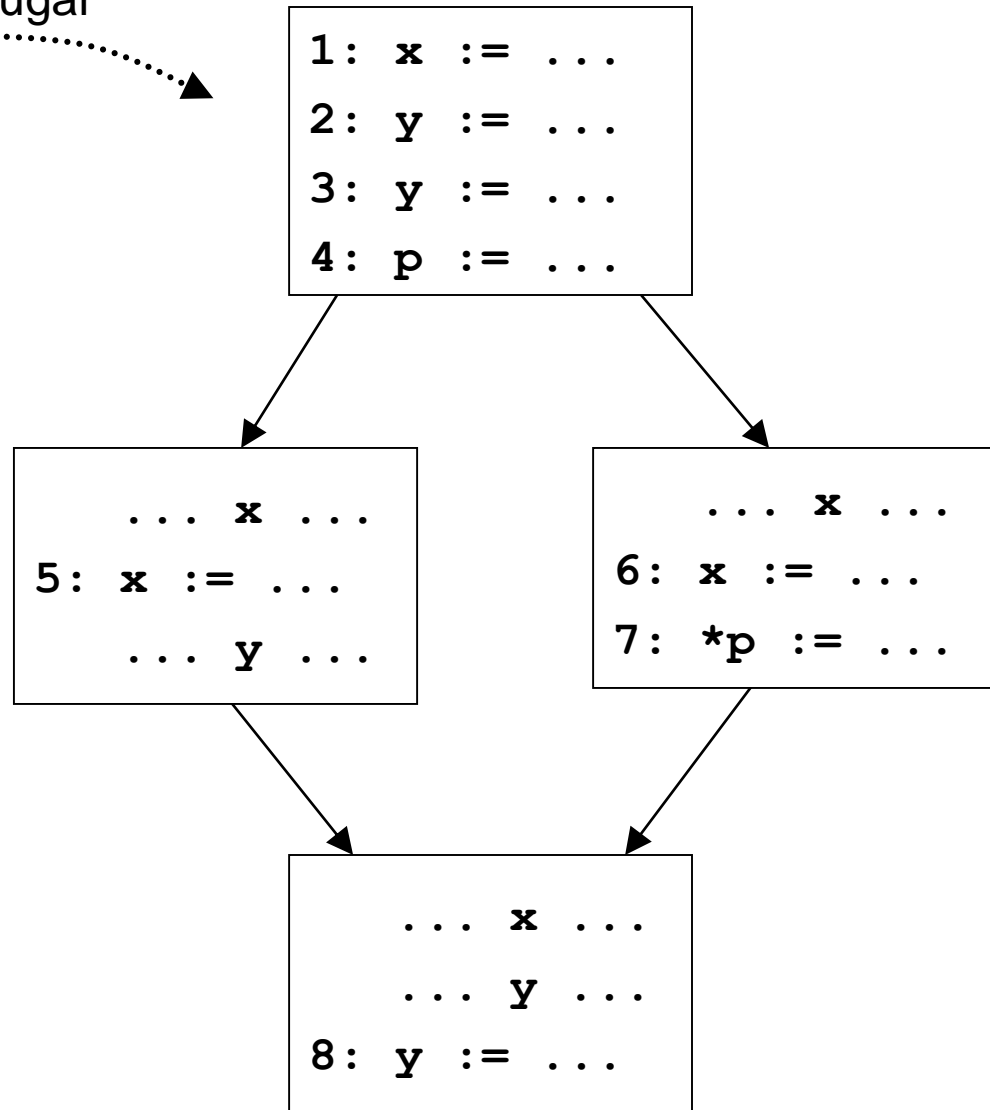 1: x := ...
2: y := ...
3: y := ...
4: p := ...
... x ...
5: x := ...
... y ...
... x ...
6: x := ...
7: *p := ...
... x ...
... y ...
8: y := ...